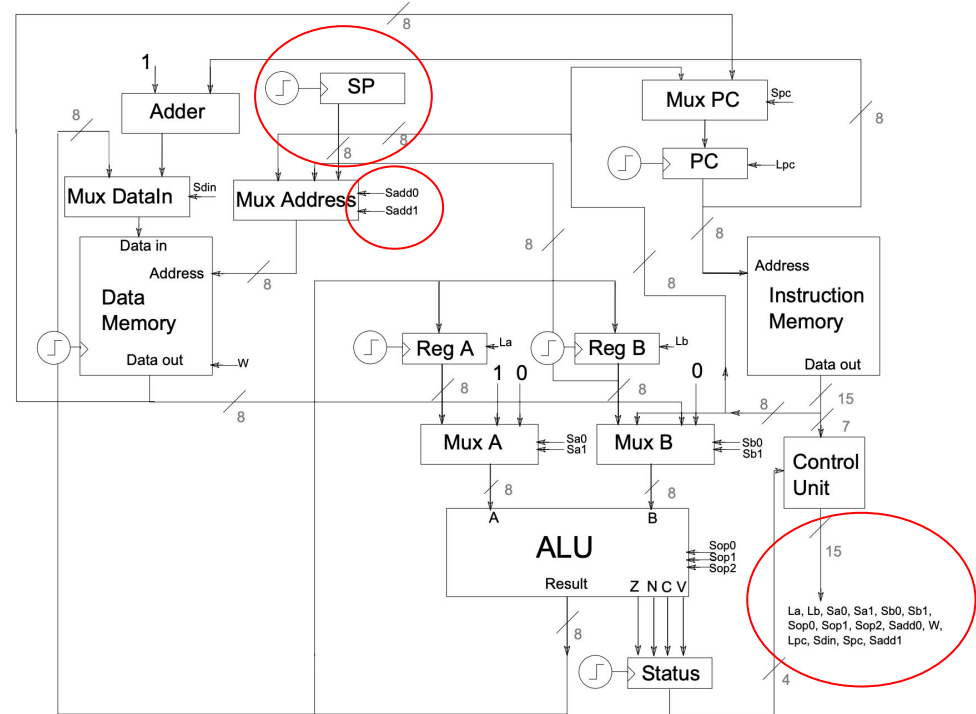 8
1
SP
Adder
8
8
8
Mux PC
Spc
8
PC
Lpc
Mux DataIn
Sdin
Mux Address
Sadd0
Sadd1
8
8
8
8
Data in
Address
Data
Memory
Data out
W
Address
Instruction
Memory
Data out
Reg A
La
Reg B
Lb
1 0
0
8
8
8
8
15
7
Mux A
Sa0
Sa1
Mux B
Sb0
Sb1
Control
Unit
8
8
A
B
ALU
Sop0
Sop1
Sop2
Result
Z N C V
15
La, Lb, Sa0, Sa1, Sb0, Sb1,
Sop0, Sop1, Sop2, Sadd0, W,
Lpc, Sdin, Spc, Sadd1
8
Status
4